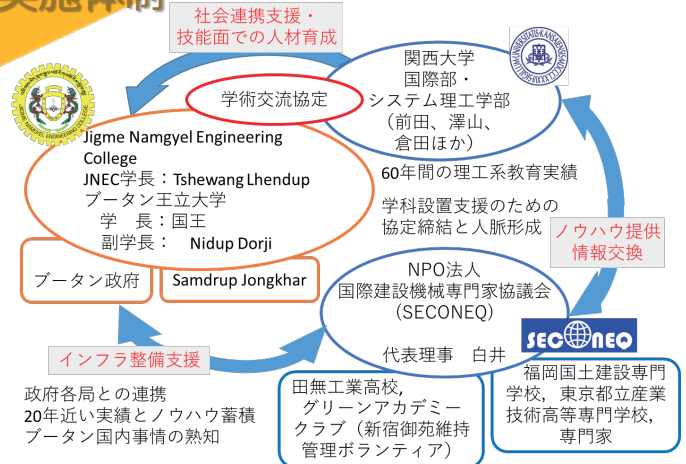 実施体制
社会連携支援・
技能面での人材育成
関西大学
国際部・
システム理工学部
（前田、澤山、
倉田ほか）
学術交流協定
Jigme Namgyel Engineering
College
JNEC学長：Tshewang Lhendup
ブータン王立大学
学　長：国王
副学長：　Nidup Dorji
60年間の理工系教育実績
学科設置支援のための
協定締結と人脈形成
ノウハウ提供
情報交換
ブータン政府
Samdrup Jongkhar
NPO法人
国際建設機械専門家協議会
（SECONEQ）
代表理事　白井
SECONEQ
インフラ整備支援
政府各局との連携
20年近い実績とノウハウ蓄積
ブータン国内事情の熟知
田無工業高校,
グリーンアカデミー
クラブ（新宿御苑維持
管理ボランティア）
福岡国土建設専門
学校，東京都立産業
技術高等専門学校，
専門家